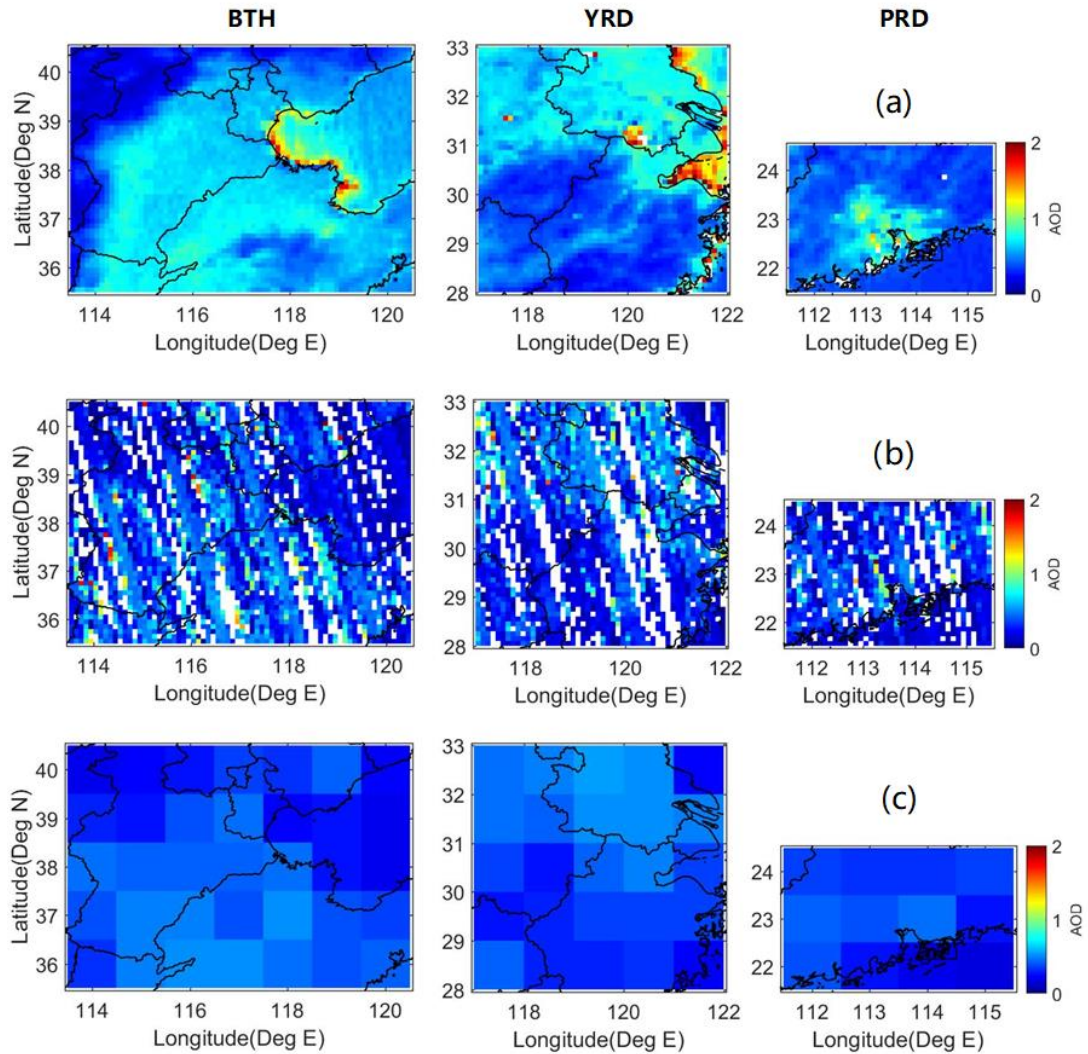 BTH YRD PRD
40
39
38
37
36
Latitude(Deg N)
114 116 118 120
Longitude(Deg E)
33
32
31
30
29
28
118 120 122
Longitude(Deg E)
(a)
24
23
22
112 113 114 115
Longitude(Deg E)
2
1
0
AOD
40
39
38
37
36
Latitude(Deg N)
114 116 118 120
Longitude(Deg E)
33
32
31
30
29
28
118 120 122
Longitude(Deg E)
(b)
24
23
22
112 113 114 115
Longitude(Deg E)
2
1
0
AOD
40
39
38
37
36
Latitude(Deg N)
114 116 118 120
Longitude(Deg E)
33
32
31
30
29
28
118 120 122
Longitude(Deg E)
(c)
24
23
22
112 113 114 115
Longitude(Deg E)
2
1
0
AOD